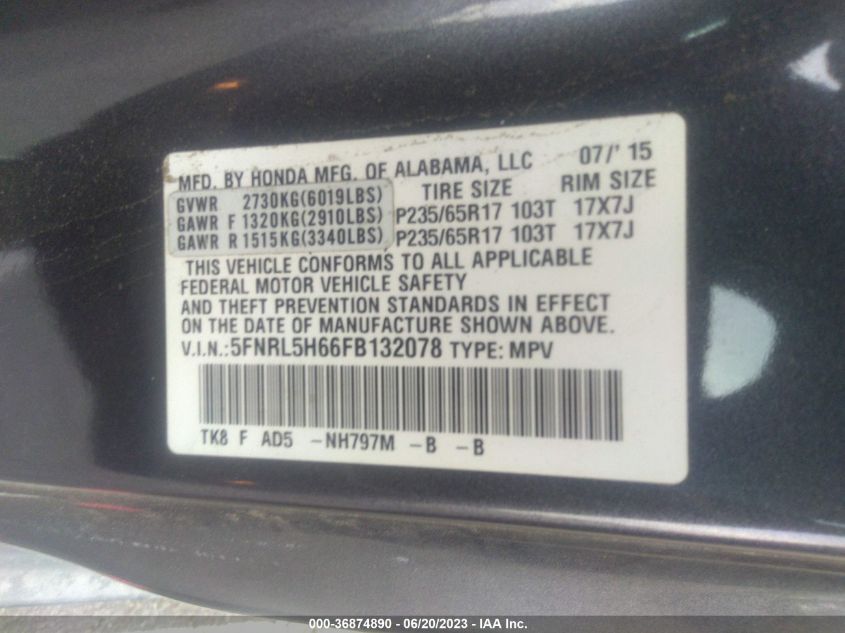 MFD. BY HONDA MFG. OF ALABAMA, LLC 07/' 15
GVWR 2730KG(6019LBS) TIRE SIZE RIM SIZE
GAWR F 1320KG(2910LBS) P235/65R17 103T 17X7J
GAWR R 1515KG(3340LBS) P235/65R17 103T 17X7J
THIS VEHICLE CONFORMS TO ALL APPLICABLE
FEDERAL MOTOR VEHICLE SAFETY
AND THEFT PREVENTION STANDARDS IN EFFECT
ON THE DATE OF MANUFACTURE SHOWN ABOVE.
V.I.N.:5FNRL5H66FB132078 TYPE: MPV
TK8 F AD5 -NH797M -B -B
000-36874890 - 06/20/2023 - IAA Inc.